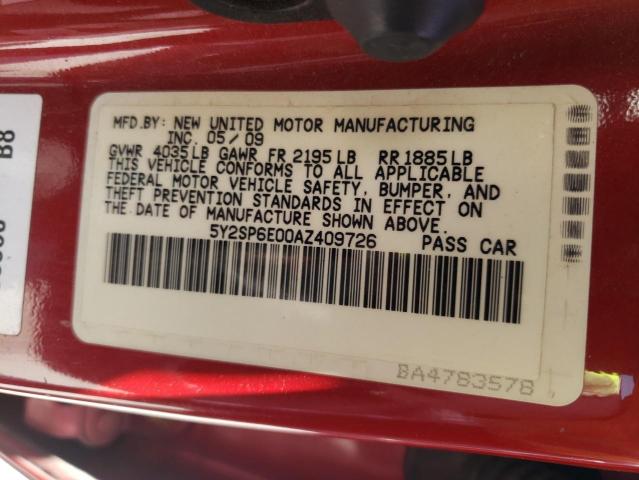 MFD.BY: NEW UNITED MOTOR MANUFACTURING
INC. 05/09
GVWR 4035LB GAWR FR 2195LB RR 1885LB
THIS VEHICLE CONFORMS TO ALL APPLICABLE
FEDERAL MOTOR VEHICLE SAFETY, BUMPER, AND
THEFT PREVENTION STANDARDS IN EFFECT ON
THE DATE OF MANUFACTURE SHOWN ABOVE.
5Y2SP6E00AZ409726 PASS CAR
BA4783578
B8